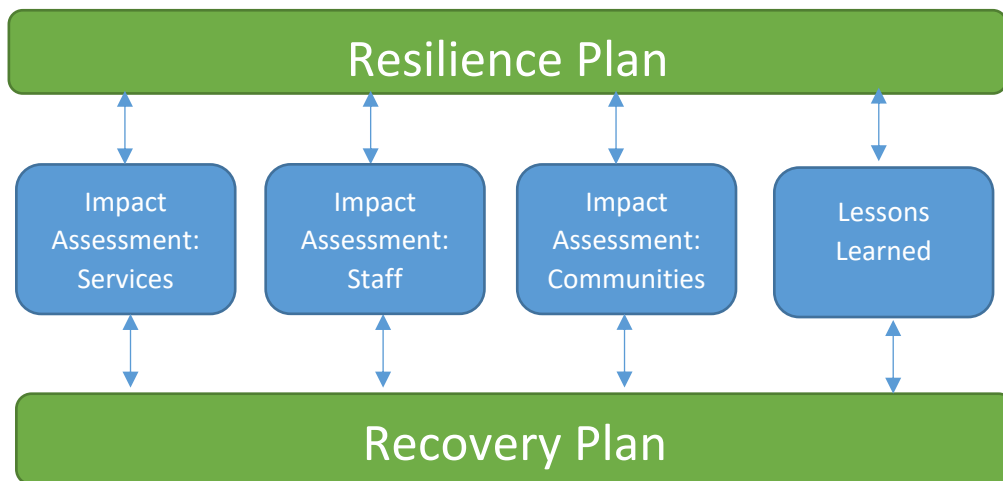 Resilience Plan
Impact
Assessment:
Services
Impact
Assessment:
Staff
Impact
Assessment:
Communities
Lessons
Learned
Recovery Plan